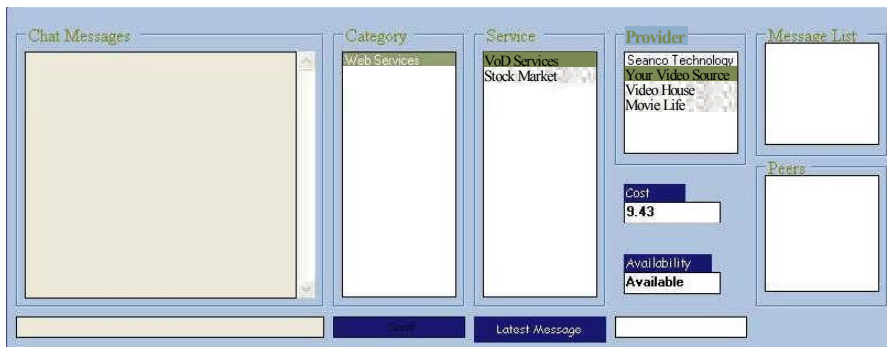 Chat Messages
Category
Service
Provider
Message List
Web Services
VoD Services
Stock Market
Seanco Technology
Your Video Source
Video House
Movie Life
Peers
Cost
9.43
Availability
Available
Send
Latest Message